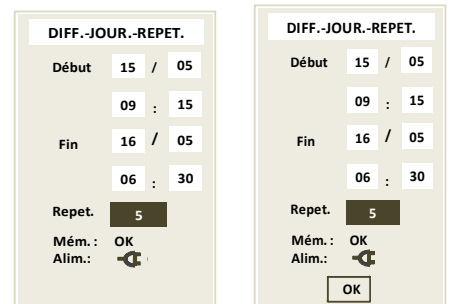 DIFF.-JOUR.-REPET.
Début 15 / 05
09 : 15
Fin 16 / 05
06 : 30
Repet. 5
Mém. : OK
Alim.:
DIFF.-JOUR.-REPET.
Début 15 / 05
09 : 15
Fin 16 / 05
06 : 30
Repet. 5
Mém. : OK
Alim.:
OK